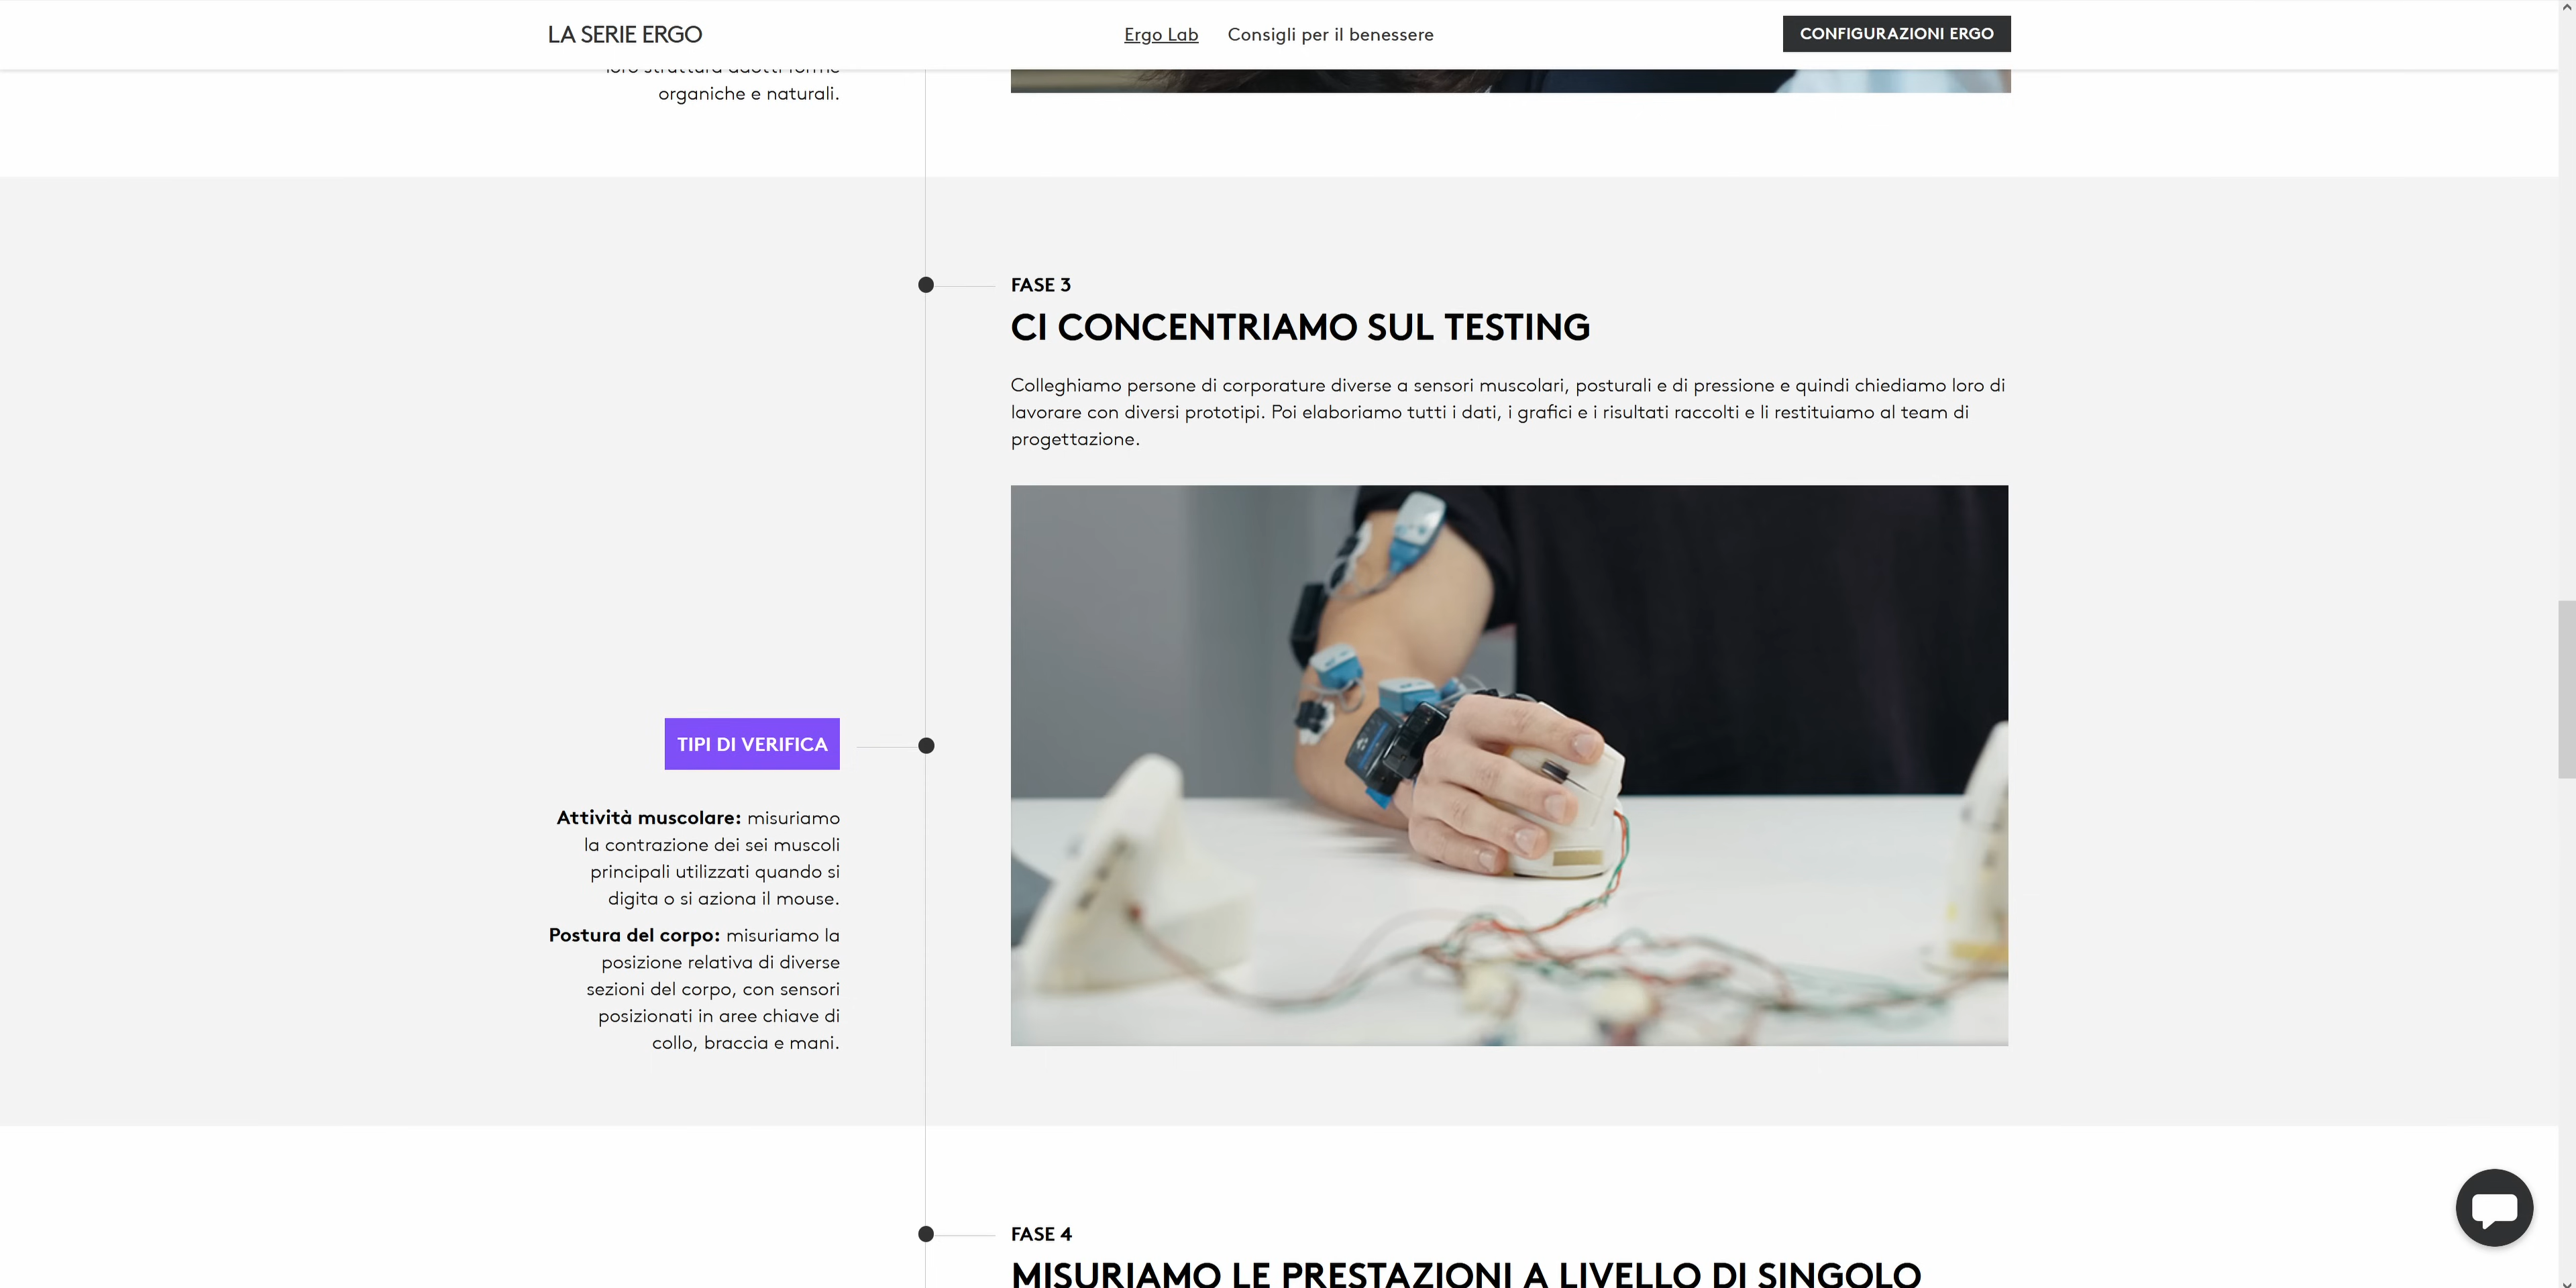 LA SERIE ERGO
Ergo Lab
Consigli per il benessere
CONFIGURAZIONI ERGO
loro struttura adotti forme
organiche e naturali.
FASE 3
CI CONCENTRIAMO SUL TESTING
Colleghiamo persone di corporature diverse a sensori muscolari, posturali e di pressione e quindi chiediamo loro di
lavorare con diversi prototipi. Poi elaboriamo tutti i dati, i grafici e i risultati raccolti e li restituiamo al team di
progettazione.
TIPI DI VERIFICA
Attività muscolare: misuriamo
la contrazione dei sei muscoli
principali utilizzati quando si
digita o si aziona il mouse.
Postura del corpo: misuriamo la
posizione relativa di diverse
sezioni del corpo, con sensori
posizionati in aree chiave di
collo, braccia e mani.
FASE 4
MISURIAMO LE PRESTAZIONI A LIVELLO DI SINGOLO